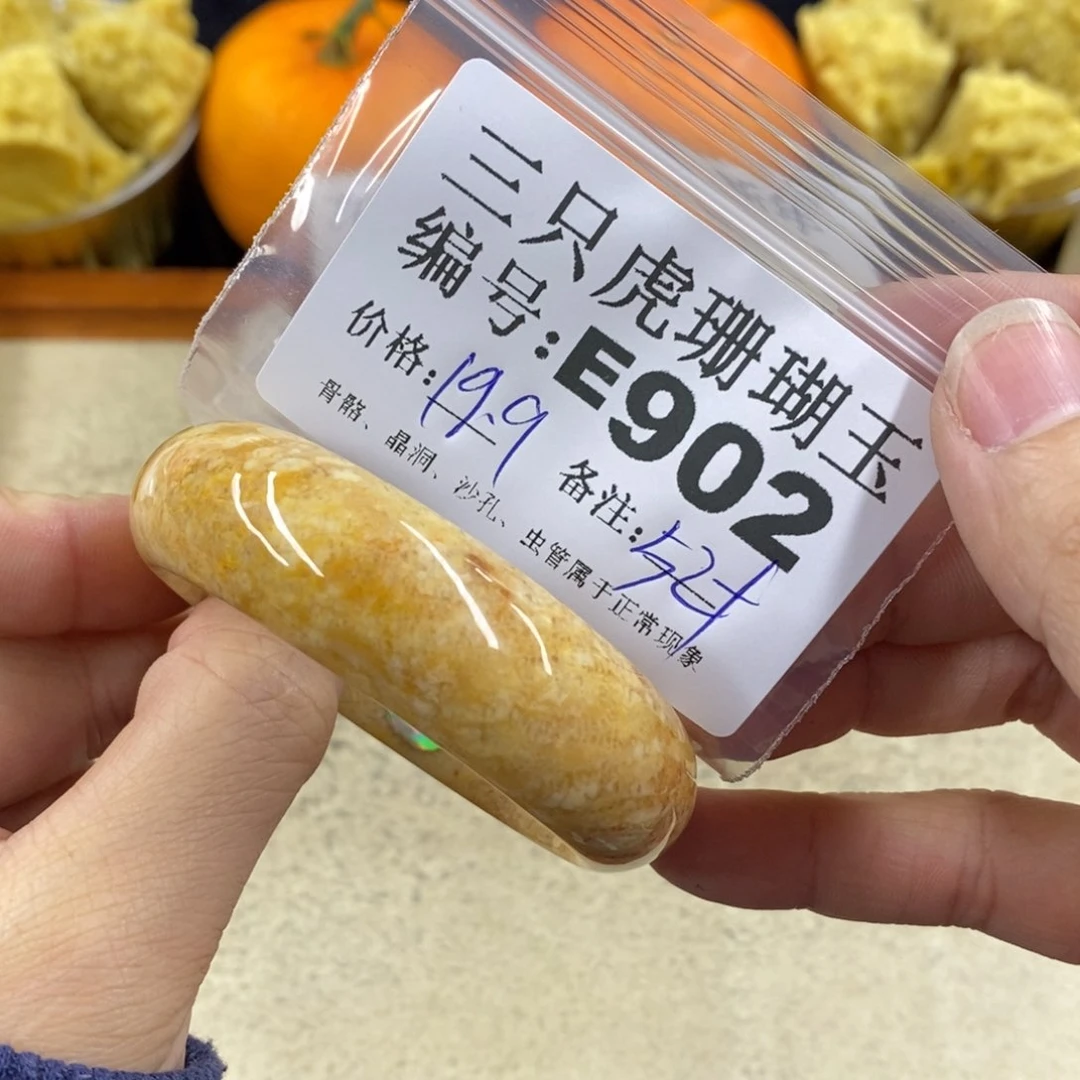 三只虎珊瑚玉
编号:E902
价格:19.9 备注:52±
骨骼、晶洞、沙孔、虫管属于正常现象